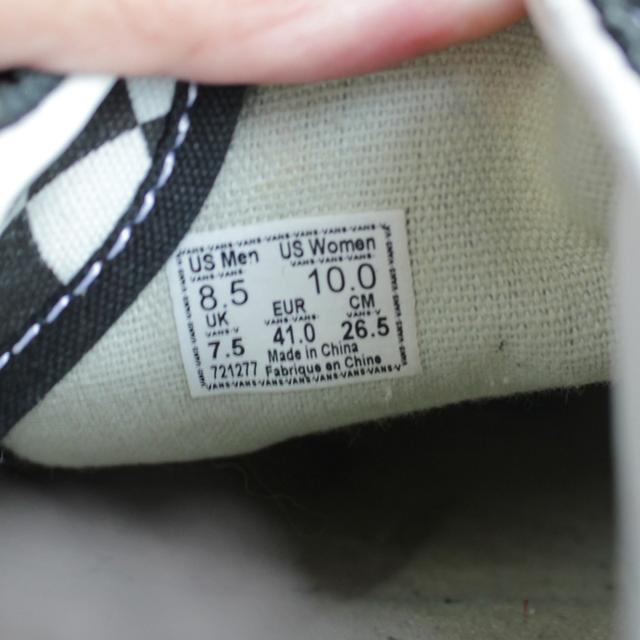 US Men US Women
8.5 10.0
UK EUR CM
7.5 41.0 26.5
Made in China
721277 Fabriqué en Chine